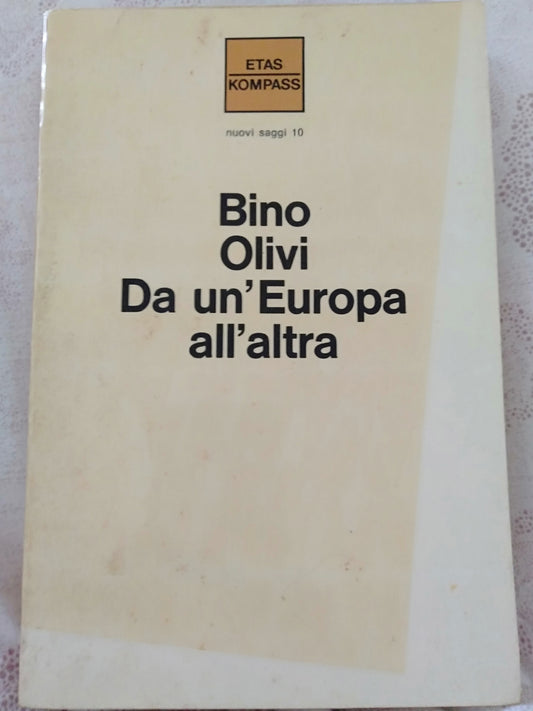 ETAS
KOMPASS
nuovi saggi 10
Bino
Olivi
Da un'Europa
all'altra